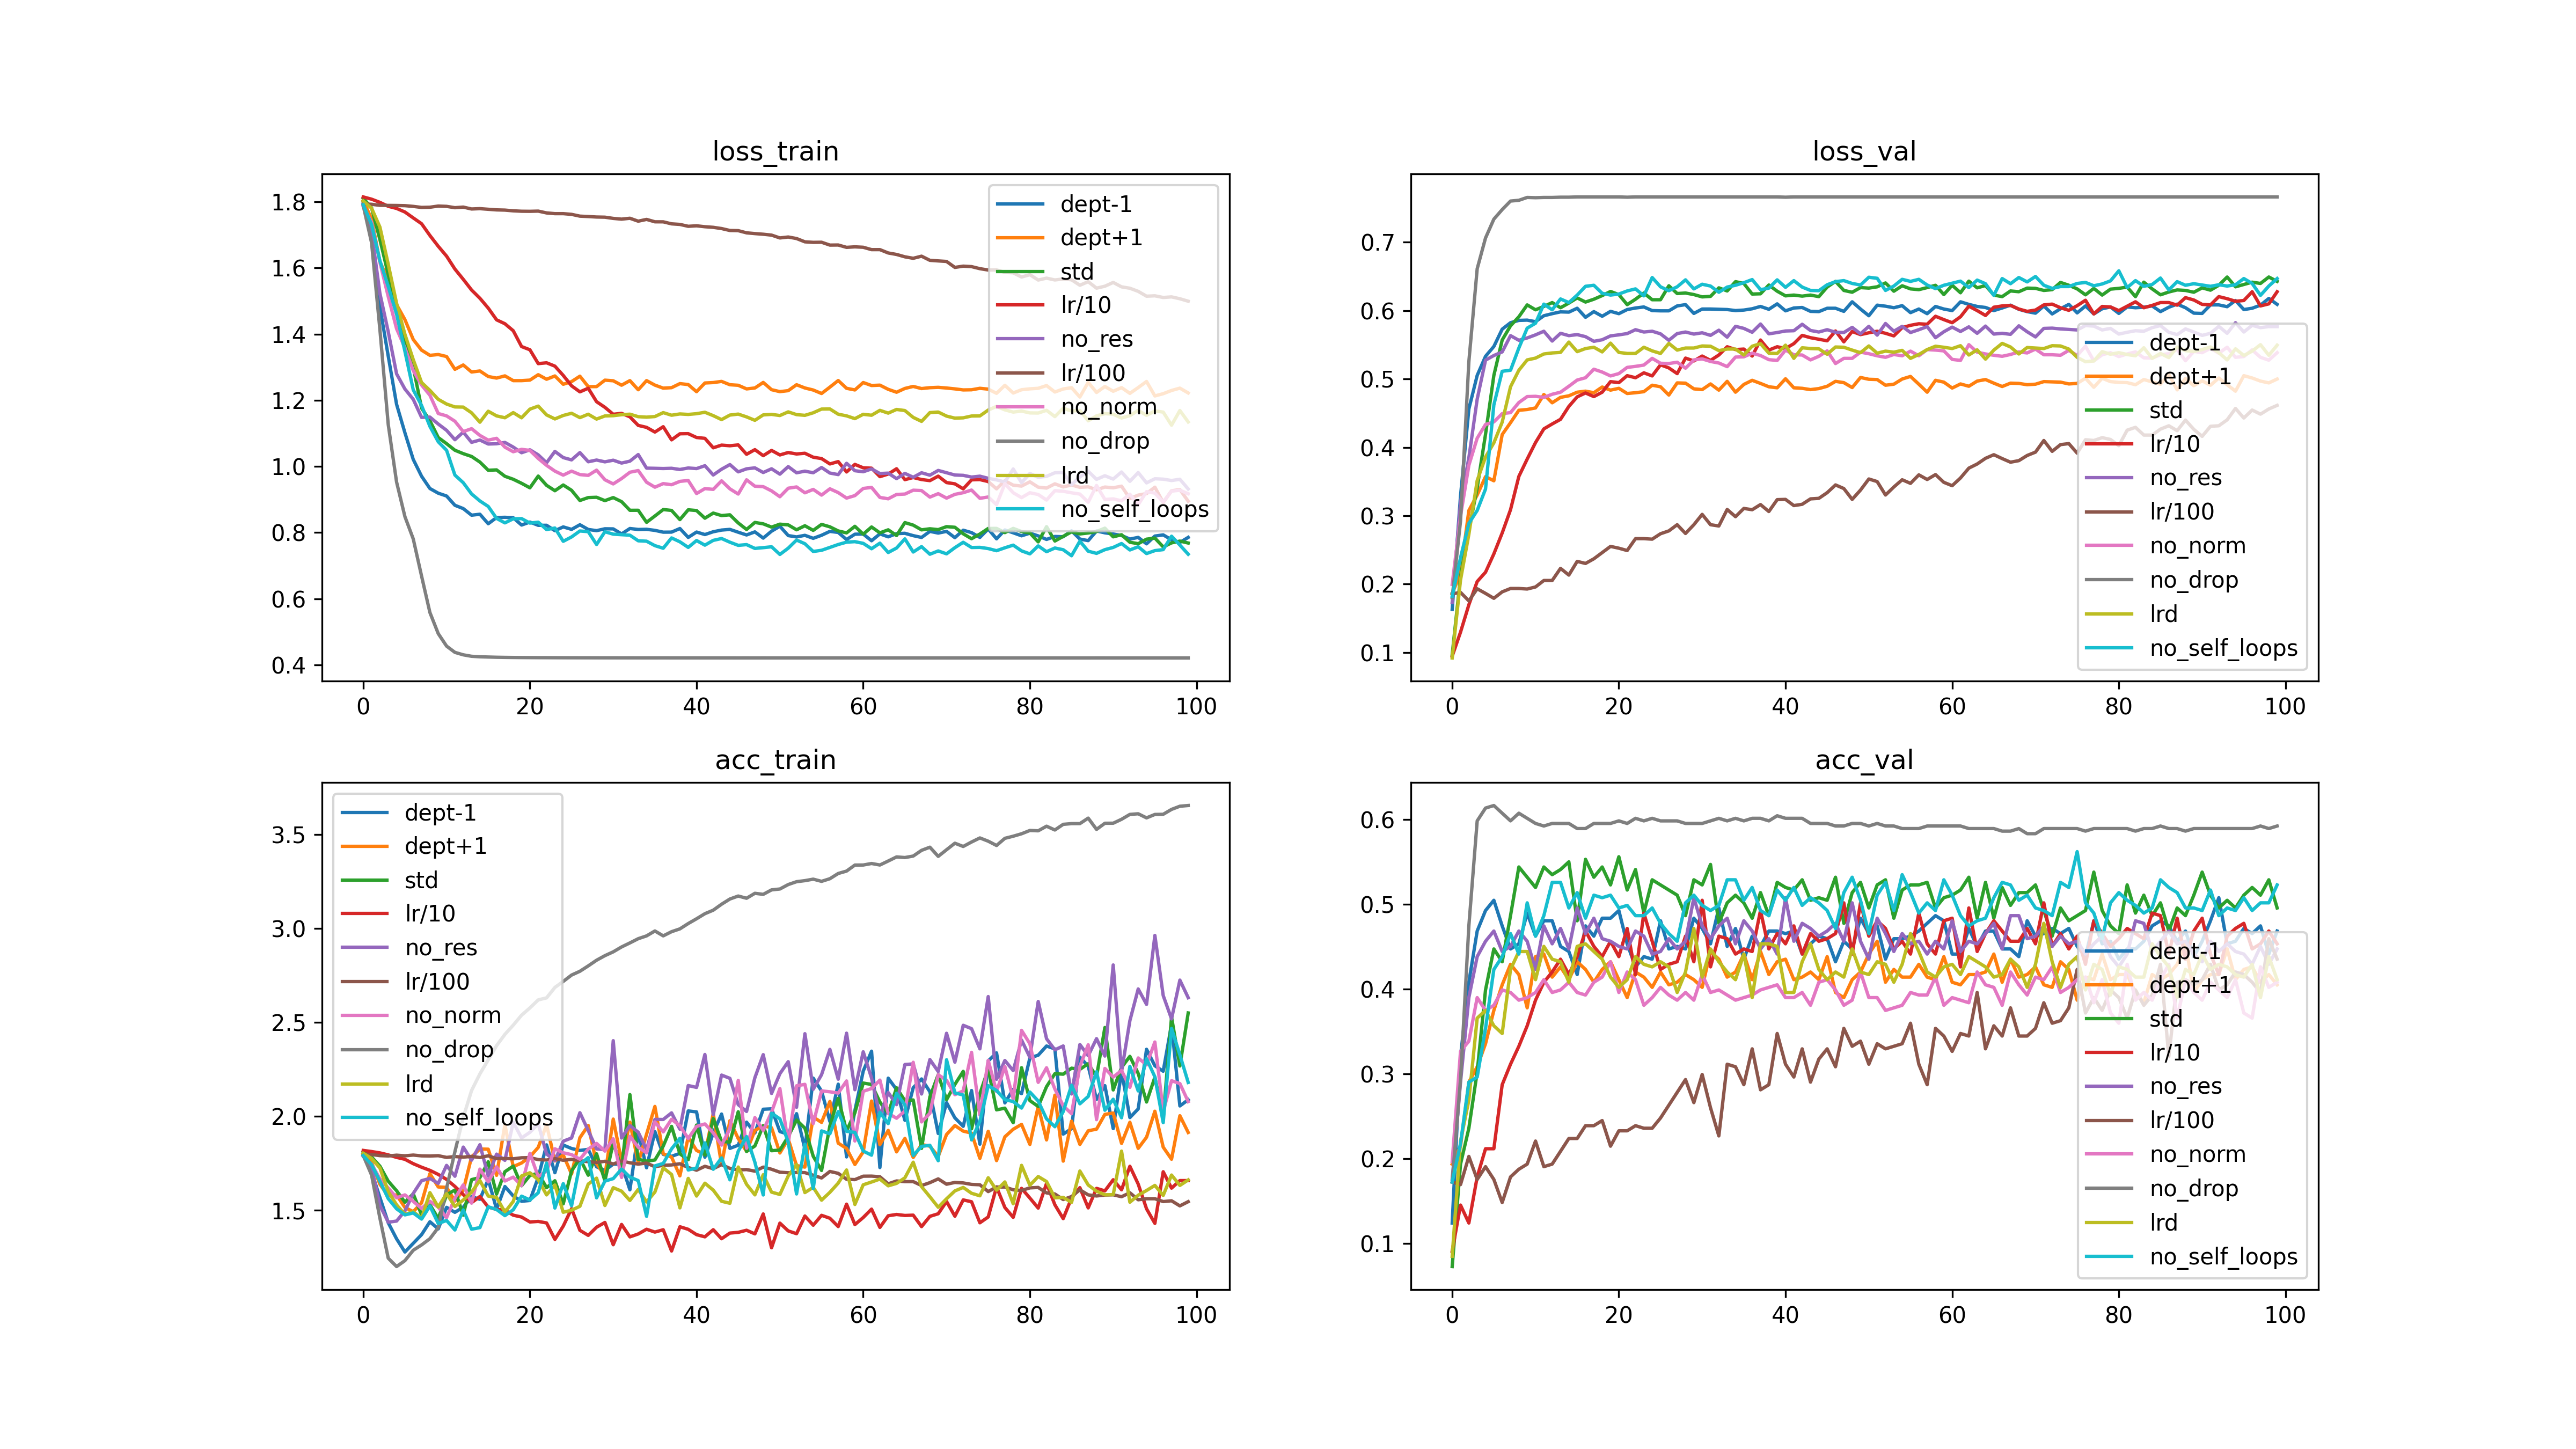 loss_train
1.8
1.6
1.4
1.2
1.0
0.8
0.6
0.4
0 20 40 60 80 100
dept-1
dept+1
std
lr/10
no_res
lr/100
no_norm
no_drop
lrd
no_self_loops
loss_val
0.7
0.6
0.5
0.4
0.3
0.2
0.1
0 20 40 60 80 100
dept-1
dept+1
std
lr/10
no_res
lr/100
no_norm
no_drop
lrd
no_self_loops
acc_train
3.5
3.0
2.5
2.0
1.5
0 20 40 60 80 100
dept-1
dept+1
std
lr/10
no_res
lr/100
no_norm
no_drop
lrd
no_self_loops
acc_val
0.6
0.5
0.4
0.3
0.2
0.1
0 20 40 60 80 100
dept-1
dept+1
std
lr/10
no_res
lr/100
no_norm
no_drop
lrd
no_self_loops